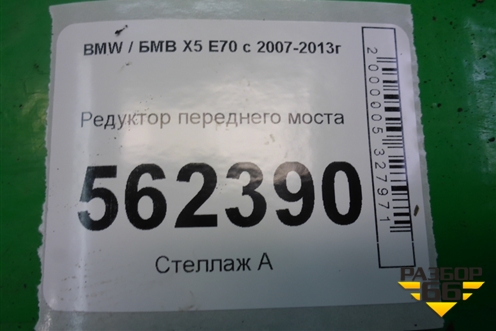 BMW / БМВ X5 E70 с 2007-2013г
Редуктор переднего моста
562390
Стеллаж А
2000005327971
РАЗБОР
66